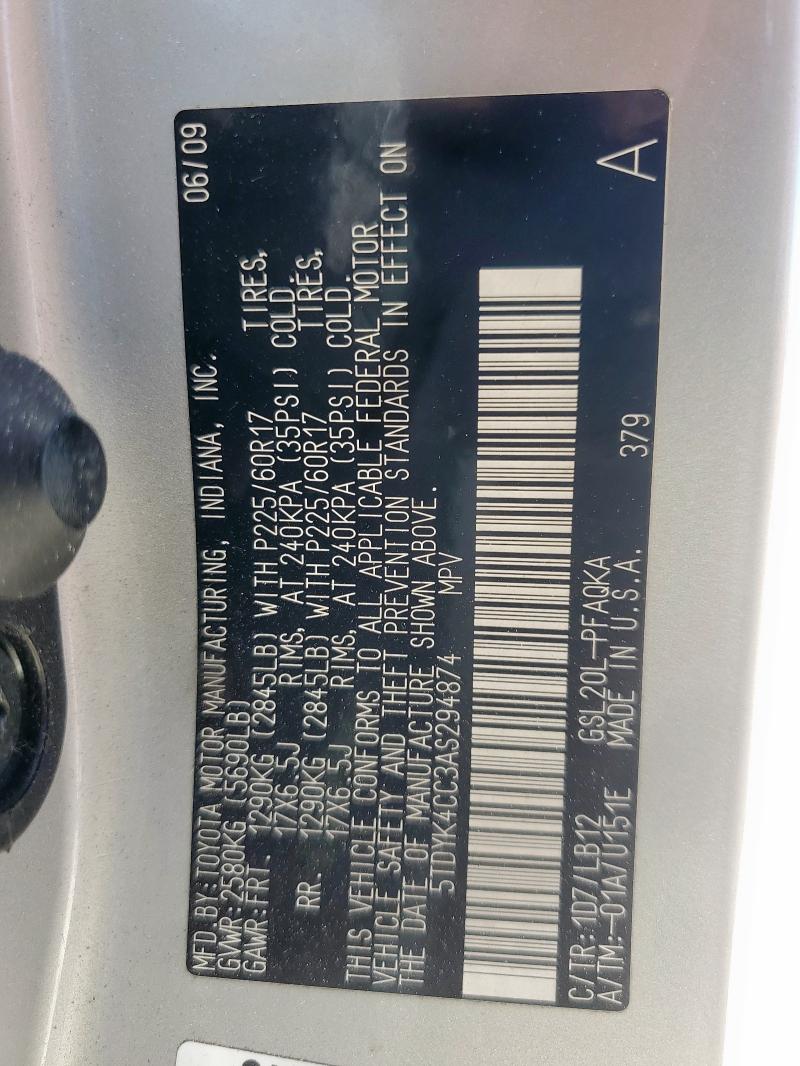 MFD. BY: TOYOTA MOTOR MANUFACTURING, INDIANA, INC. 06/09
GVWR: 2580KG (5690LB)
GAWR: FRT. 1290KG (2845LB) WITH P225/60R17 TIRES,
17X6.5J RIMS, AT 240KPA (35PSI) COLD.
RR. 1290KG (2845LB) WITH P225/60R17 TIRES,
17X6.5J RIMS, AT 240KPA (35PSI) COLD.
THIS VEHICLE CONFORMS TO ALL APPLICABLE FEDERAL MOTOR
VEHICLE SAFETY AND THEFT PREVENTION STANDARDS IN EFFECT ON
THE DATE OF MANUFACTURE SHOWN ABOVE.
5TDYK4CC3AS294874 MPV
C/TR: 1D7/LB12 GSL20L-PFAQKA
A/TM: -01A/U151E MADE IN U.S.A. 379 A